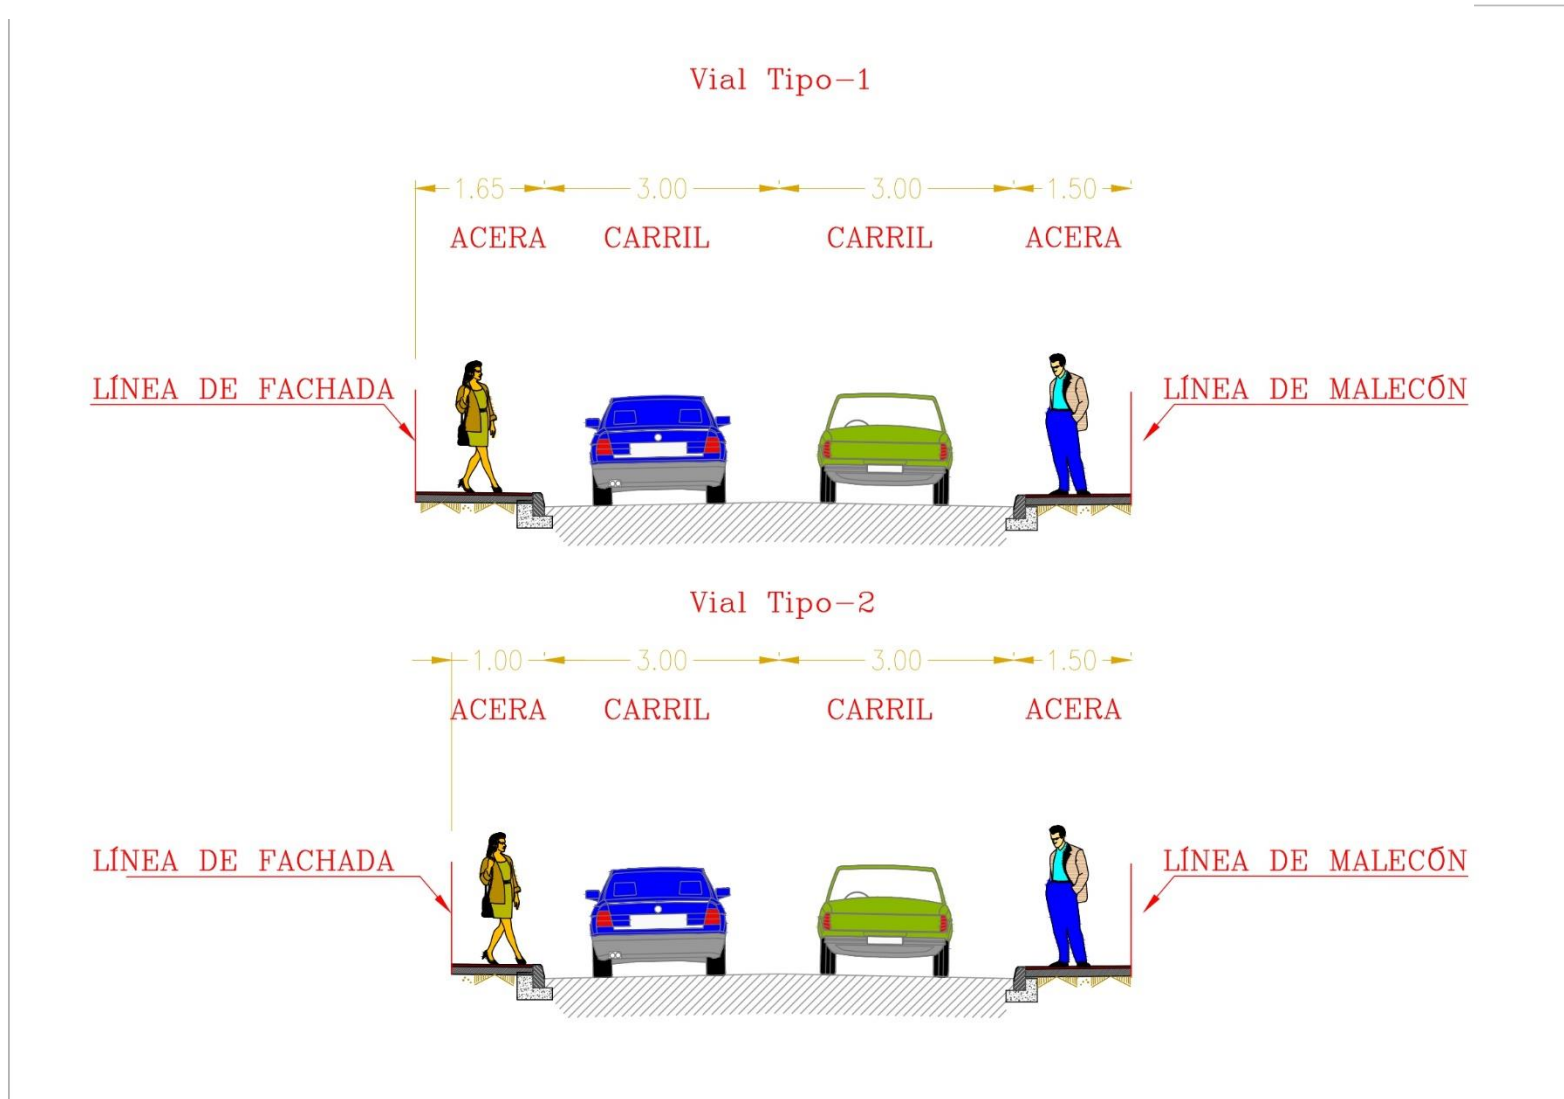 Vial Tipo-1
1.65 3.00 3.00 1.50
ACERA CARRIL CARRIL ACERA
LÍNEA DE FACHADA LÍNEA DE MALECÓN
Vial Tipo-2
1.00 3.00 3.00 1.50
ACERA CARRIL CARRIL ACERA
LÍNEA DE FACHADA LÍNEA DE MALECÓN